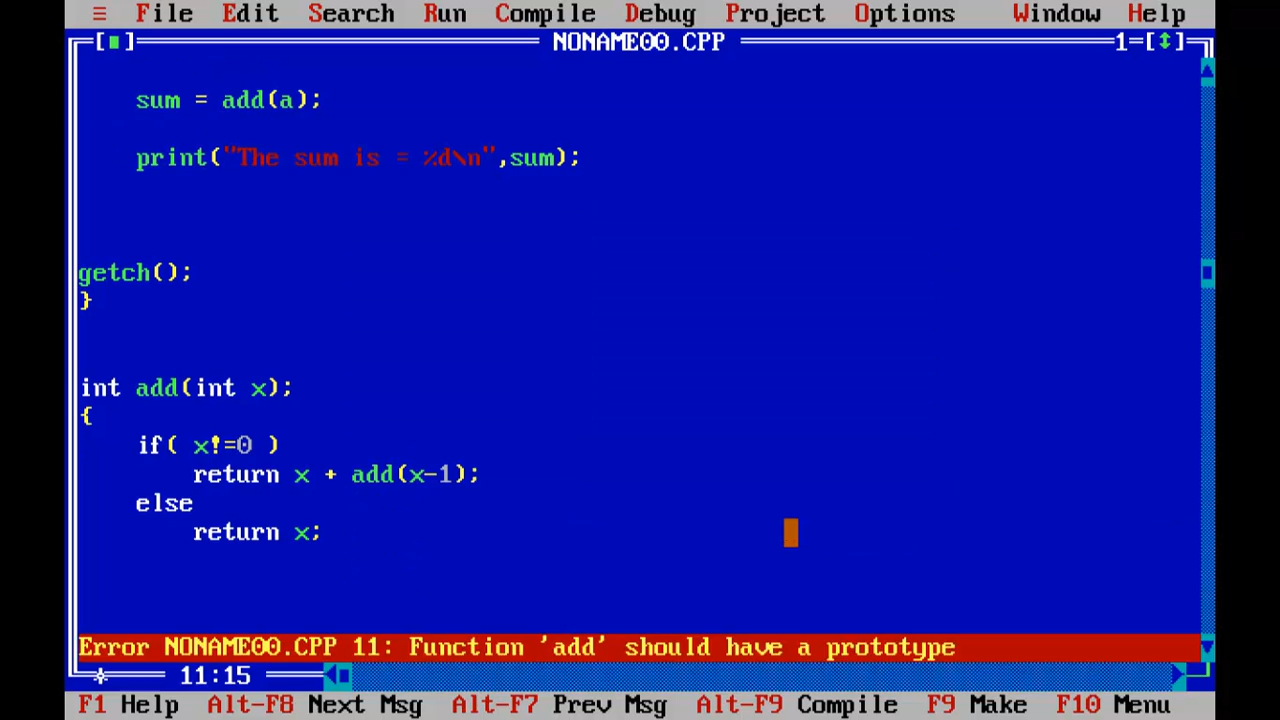 ≡ File Edit Search Run Compile Debug Project Options Window Help
[■] NONAME00.CPP 1=[↕]
sum = add(a);
print("The sum is = %d\n",sum);
getch();
}
int add(int x);
{
if( x!=0 )
return x + add(x-1);
else
return x;
Error NONAME00.CPP 11: Function 'add' should have a prototype
* 11:15
F1 Help Alt-F8 Next Msg Alt-F7 Prev Msg Alt-F9 Compile F9 Make F10 Menu